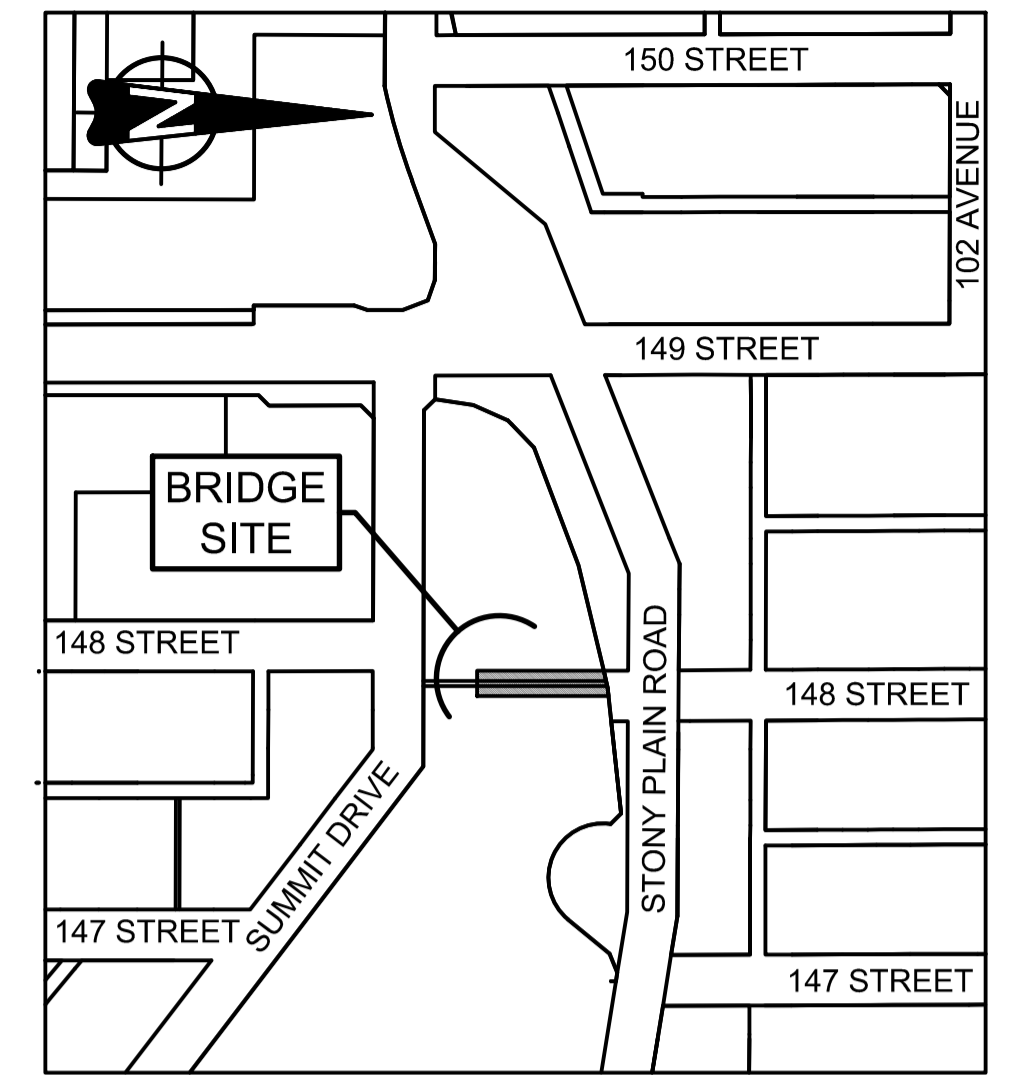 150 STREET
N
102 AVENUE
149 STREET
BRIDGE
SITE
148 STREET
STONY PLAIN ROAD
148 STREET
SUMMIT DRIVE
147 STREET
147 STREET